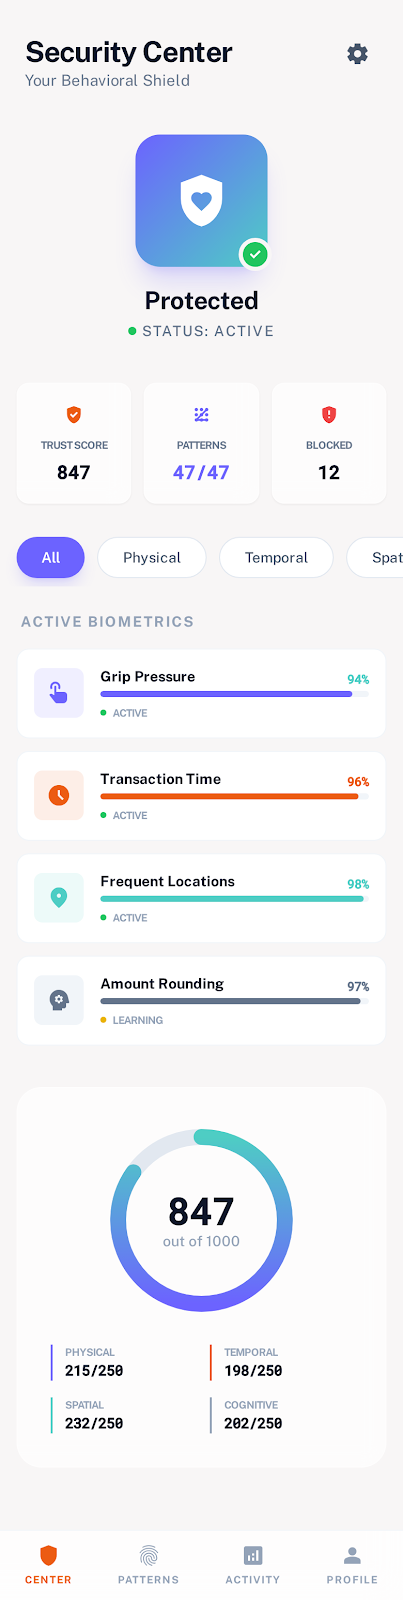 Security Center
Your Behavioral Shield
Protected
STATUS: ACTIVE
TRUST SCORE
847
PATTERNS
47/47
BLOCKED
12
All
Physical
Temporal
Spat
ACTIVE BIOMETRICS
Grip Pressure
94%
ACTIVE
Transaction Time
96%
ACTIVE
Frequent Locations
98%
ACTIVE
Amount Rounding
97%
LEARNING
847
out of 1000
PHYSICAL
215/250
TEMPORAL
198/250
SPATIAL
232/250
COGNITIVE
202/250
CENTER
PATTERNS
ACTIVITY
PROFILE